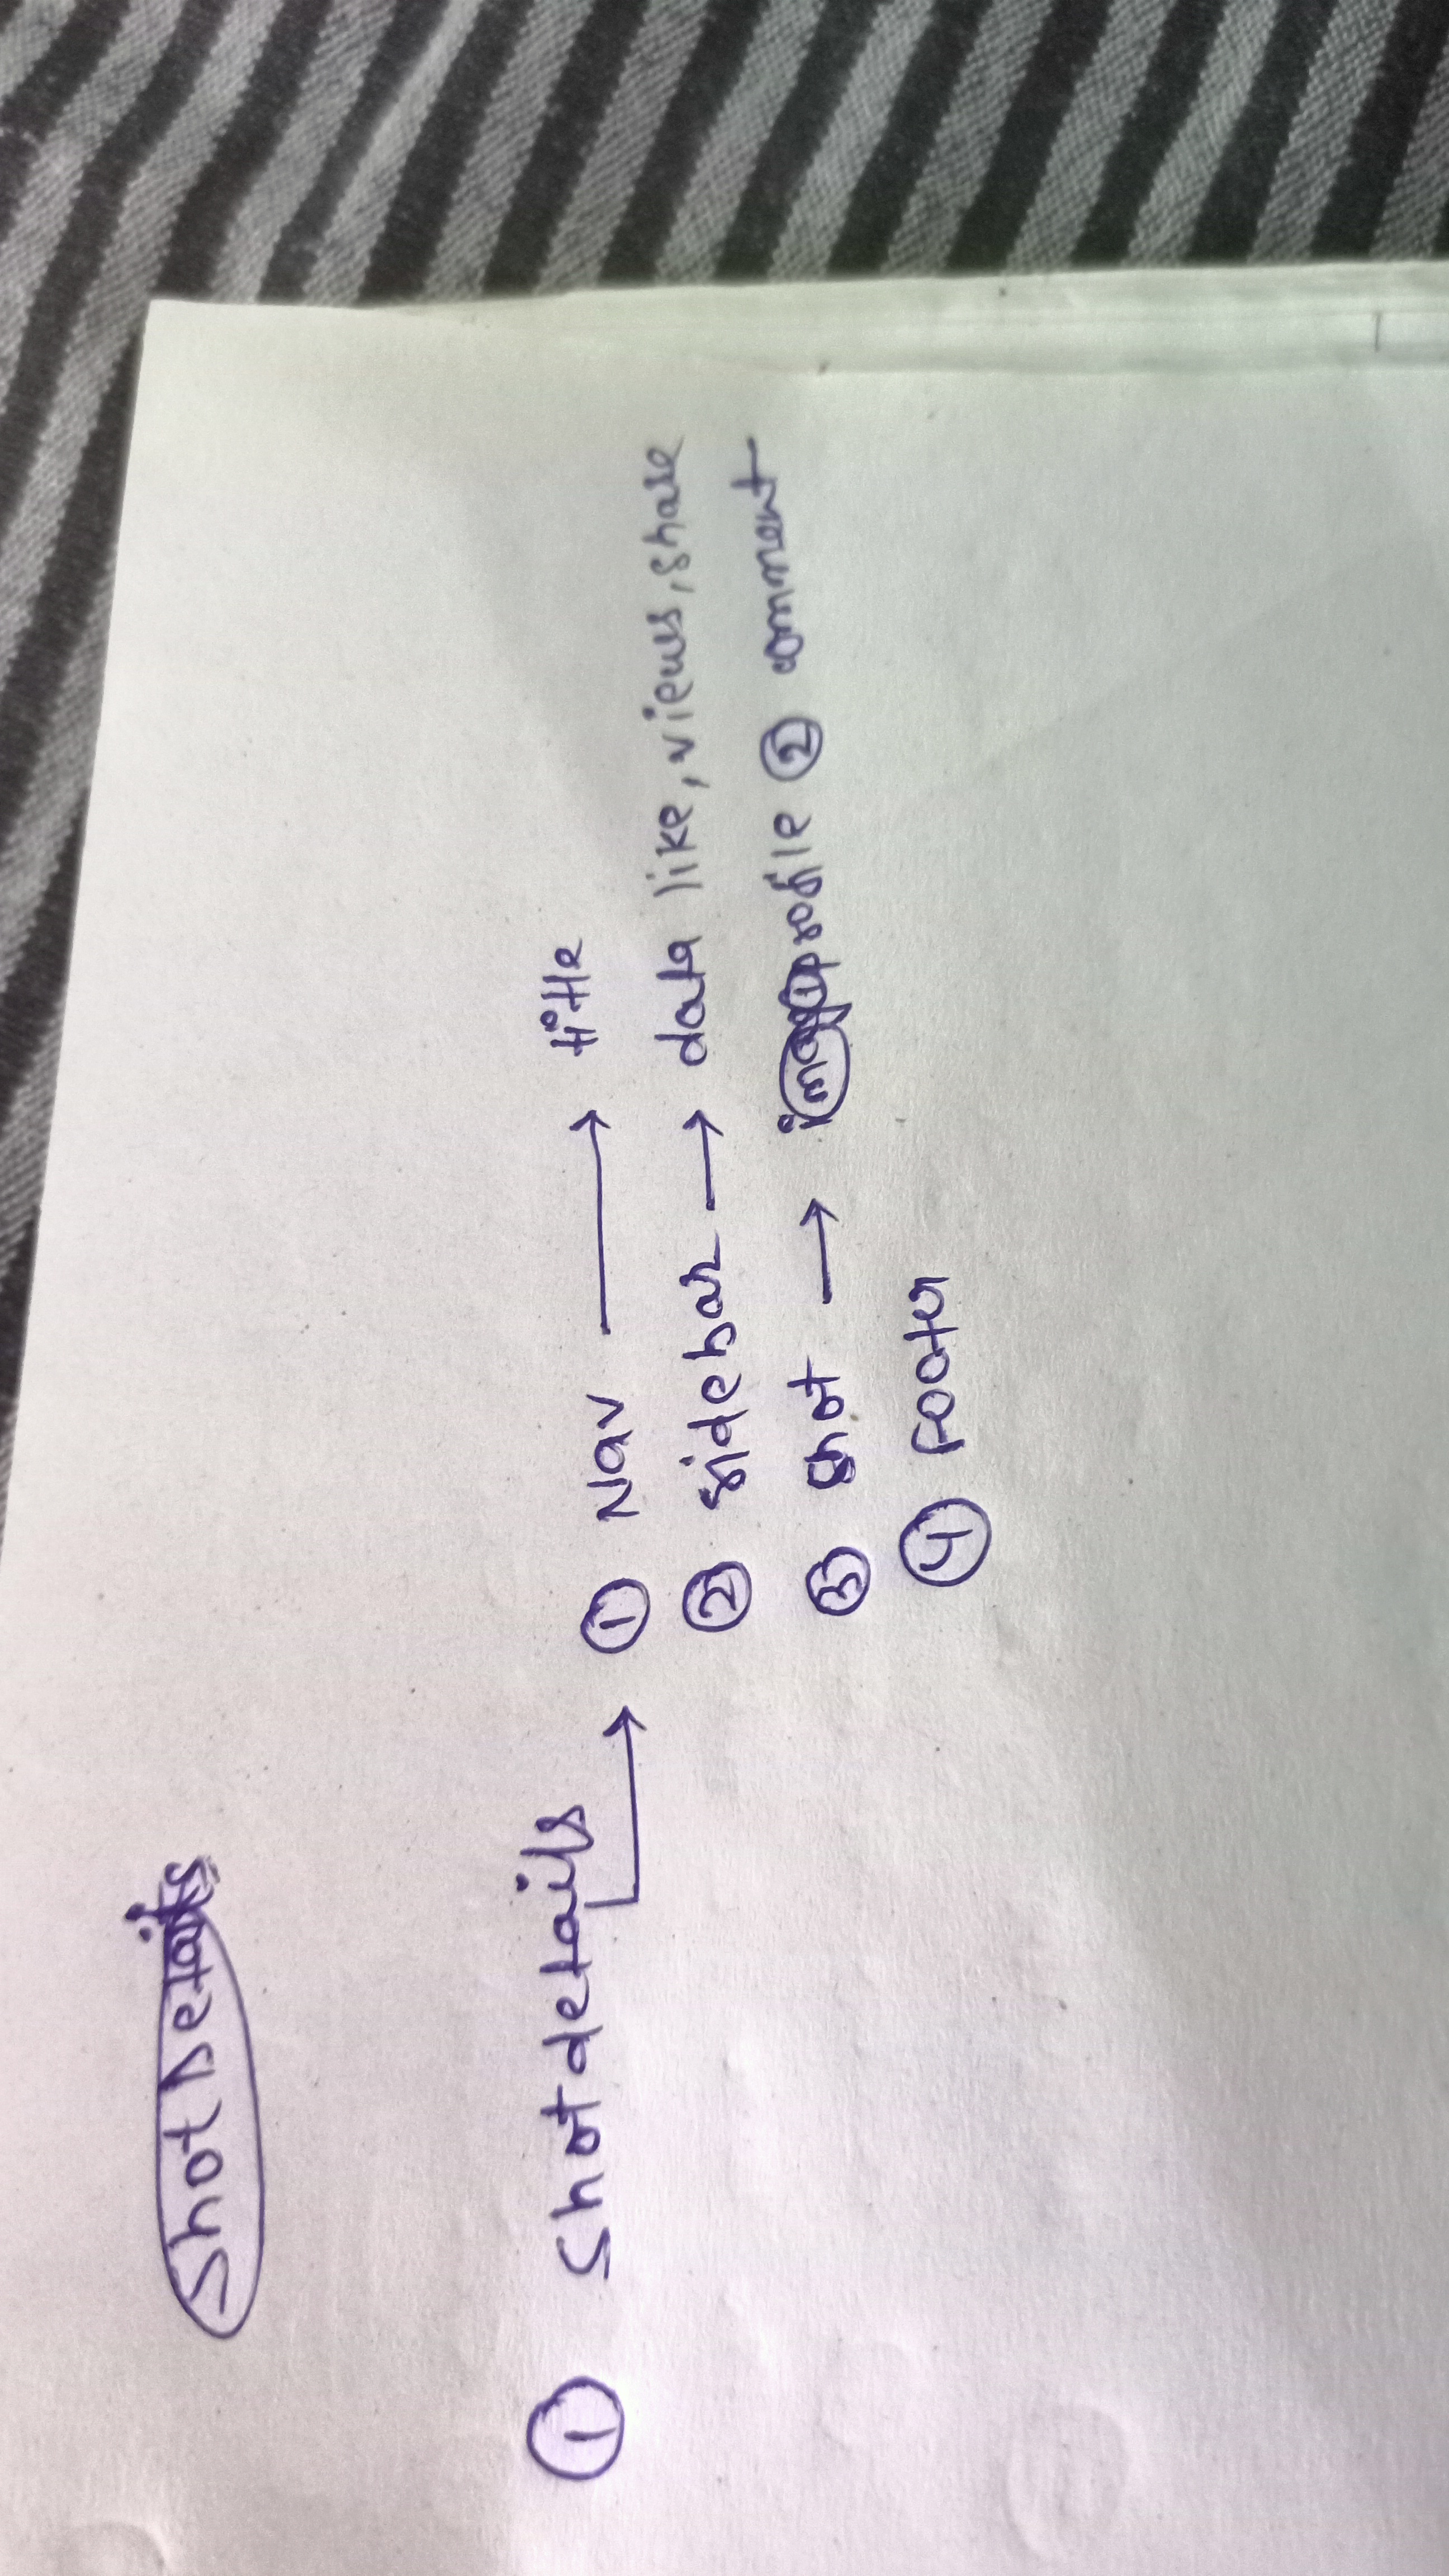 Shot Details
① Shot details
① Nav → title
② sidebar → data like, views, share
③ shot → ① profile ② comment
④ Footer